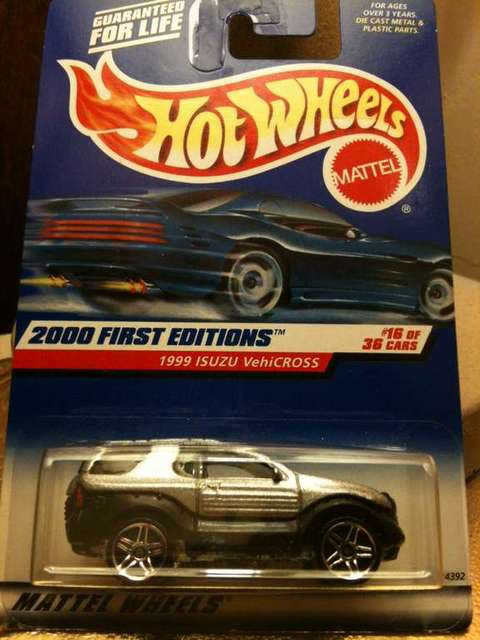 GUARANTEED
FOR LIFE
FOR AGES
OVER 3 YEARS.
DIE CAST METAL &
PLASTIC PARTS.
HOT WHEELS
MATTEL
®
2000 FIRST EDITIONS™
#16 OF
36 CARS
1999 ISUZU VehiCROSS
4392
MATTEL WHEELS